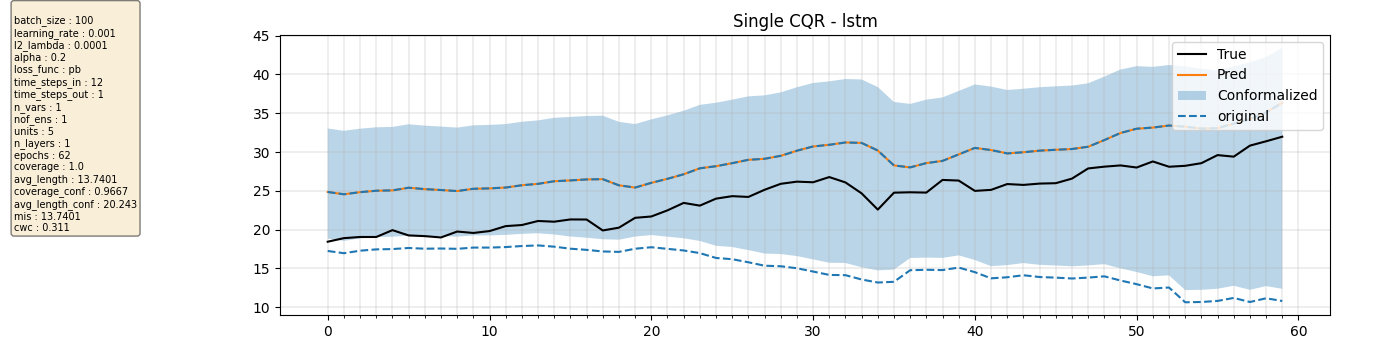 batch_size : 100
learning_rate : 0.001
l2_lambda : 0.0001
alpha : 0.2
loss_func : pb
time_steps_in : 12
time_steps_out : 1
n_vars : 1
nof_ens : 1
units : 5
n_layers : 1
epochs : 62
coverage : 1.0
avg_length : 13.7401
coverage_conf : 0.9667
avg_length_conf : 20.243
mis : 13.7401
cwc : 0.311
Single CQR - lstm
45
40
35
30
25
20
15
10
0 10 20 30 40 50 60
True
Pred
Conformalized
original